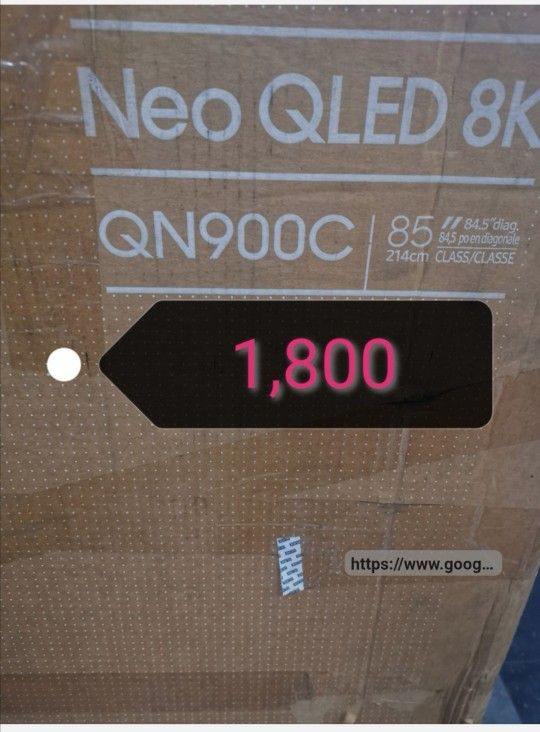 Neo QLED 8K
QN900C
85" 84.5"diag.
84,5 po en diagonale
214cm CLASS/CLASSE
1,800
https://www.goog...